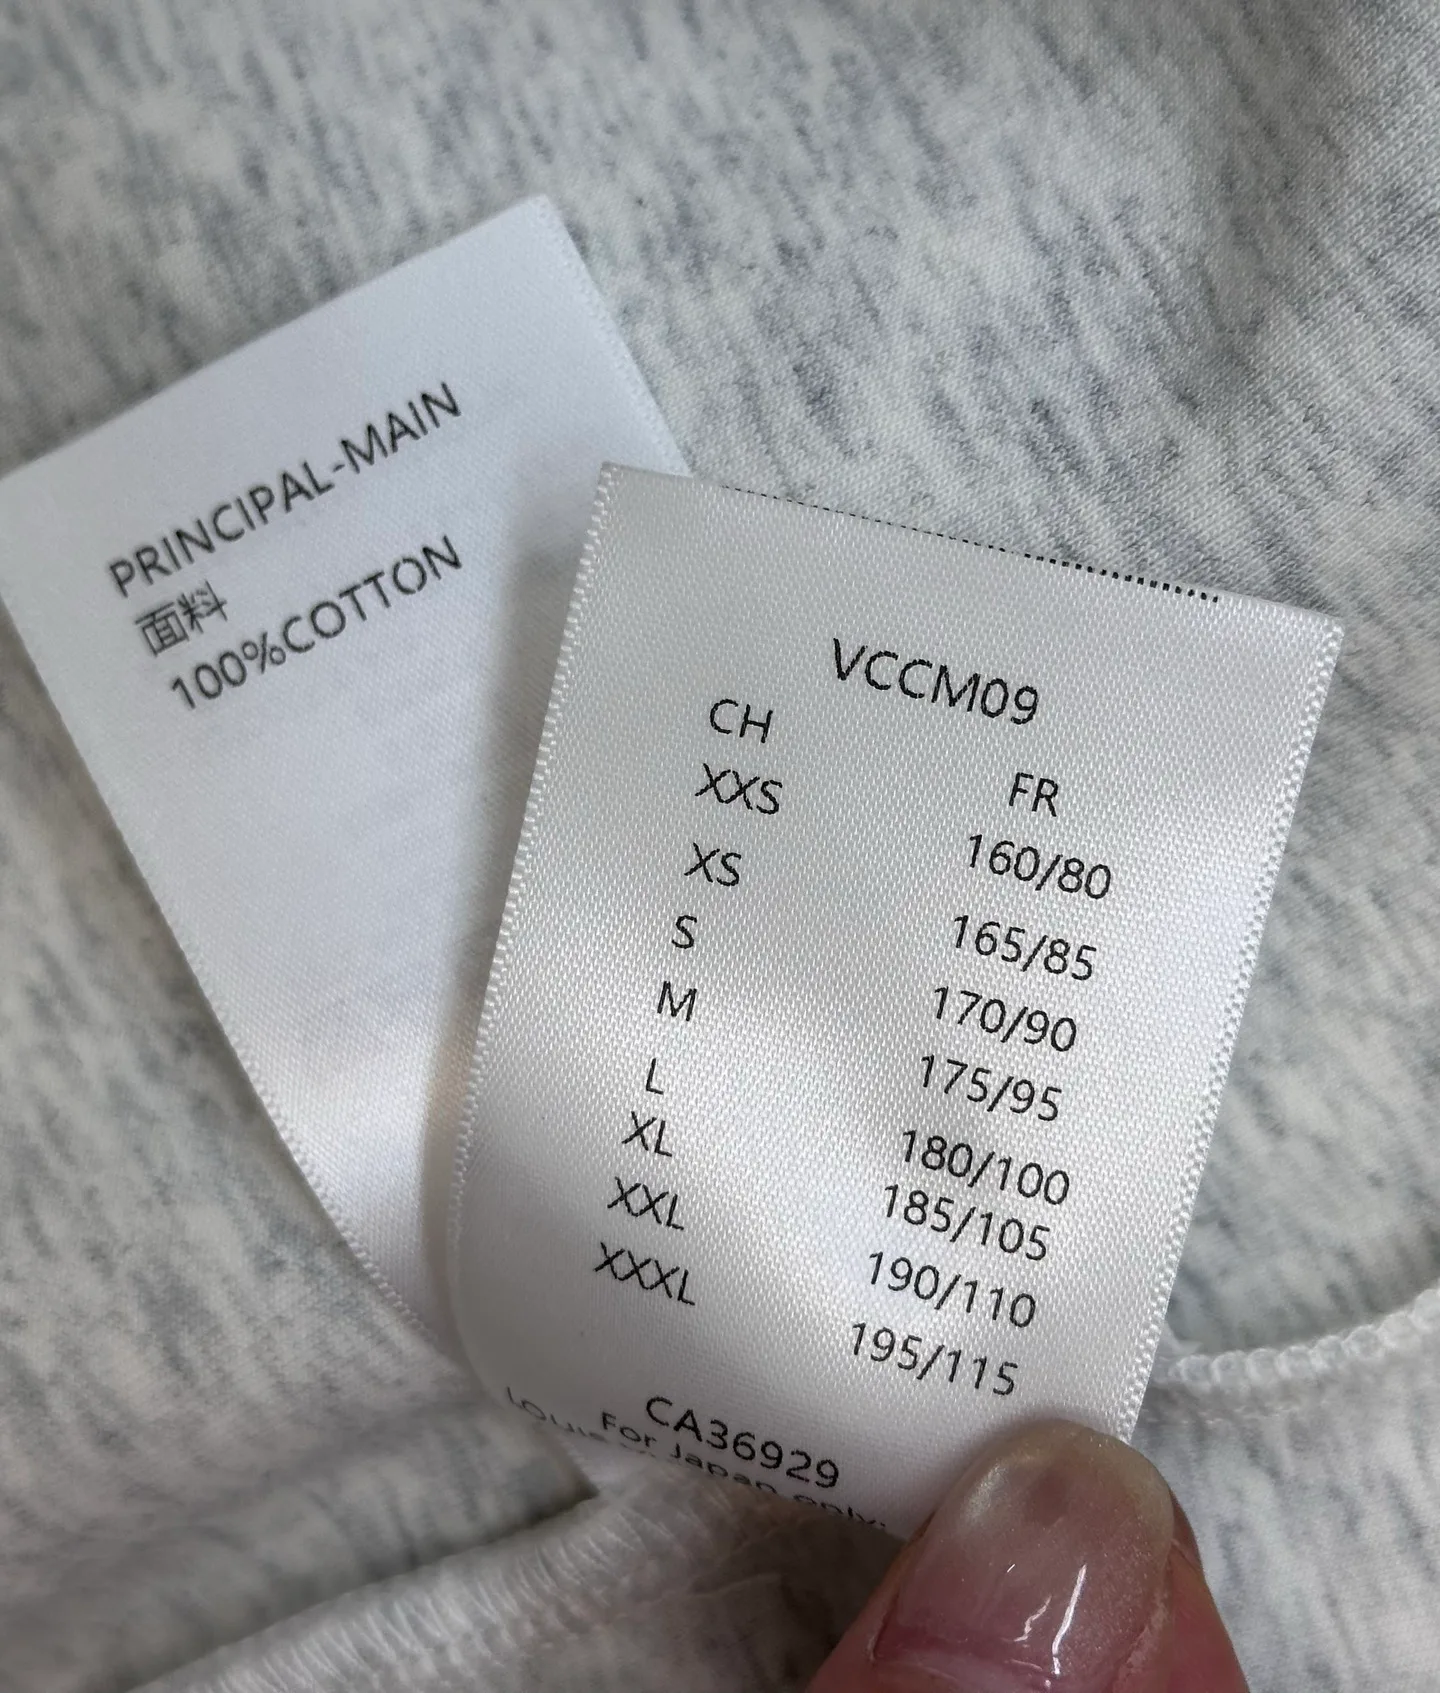 PRINCIPAL-MAIN
面料
100%COTTON
VCCM09
CH FR
XXS 160/80
XS 165/85
S 170/90
M 175/95
L 180/100
XL 185/105
XXL 190/110
XXXL 195/115
CA36929
For Japan only: